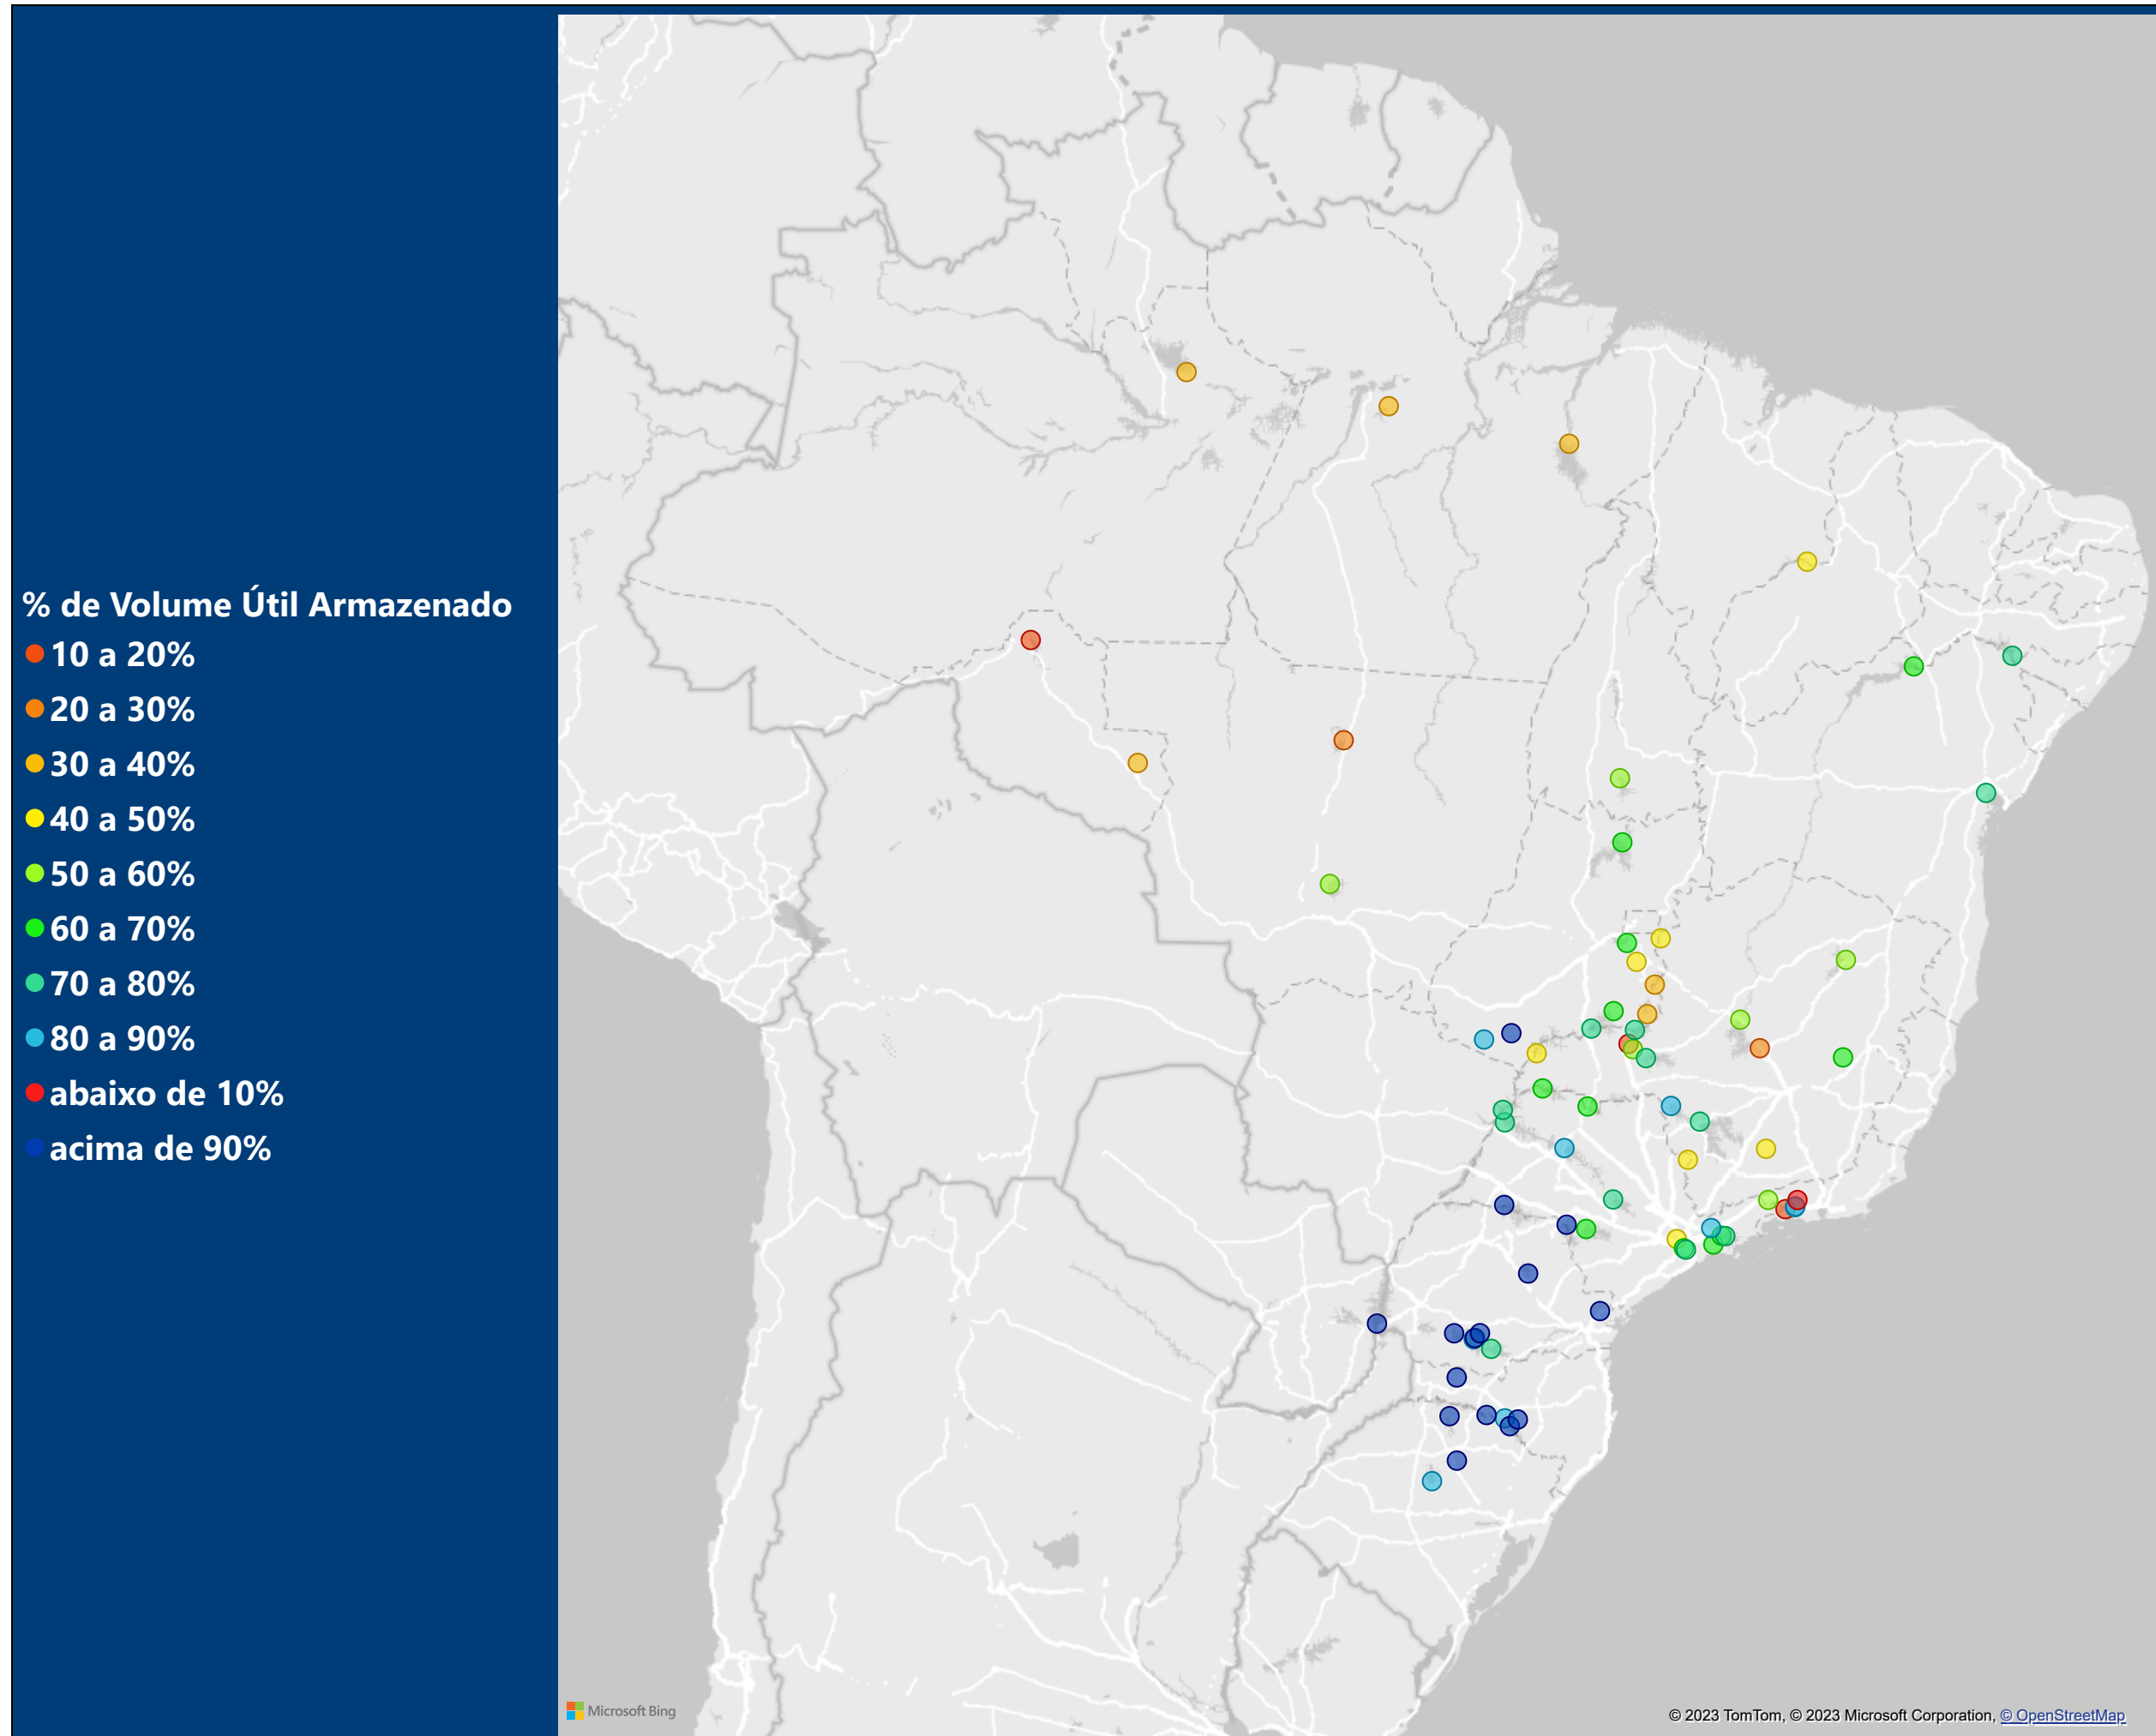 % de Volume Útil Armazenado
10 a 20%
20 a 30%
30 a 40%
40 a 50%
50 a 60%
60 a 70%
70 a 80%
80 a 90%
abaixo de 10%
acima de 90%
Microsoft Bing
© 2023 TomTom, © 2023 Microsoft Corporation, © OpenStreetMap